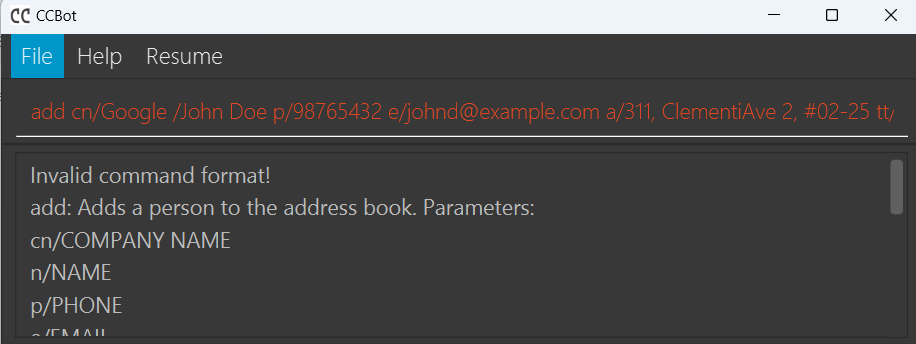 CC CCBot
File Help Resume
add cn/Google /John Doe p/98765432 e/johnd@example.com a/311, ClementiAve 2, #02-25 tt/
Invalid command format!
add: Adds a person to the address book. Parameters:
cn/COMPANY NAME
n/NAME
p/PHONE
e/EMAIL